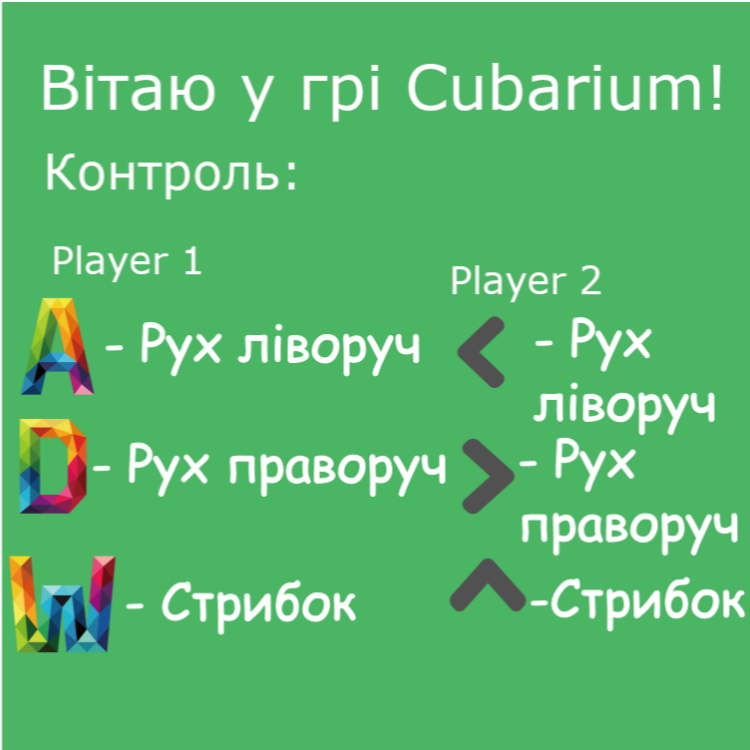 Вітаю у грі Cubarium!
Контроль:
Player 1
A - Рух ліворуч
D - Рух праворуч
W - Стрибок
Player 2
< - Рух
ліворуч
> - Рух
праворуч
^ -Стрибок